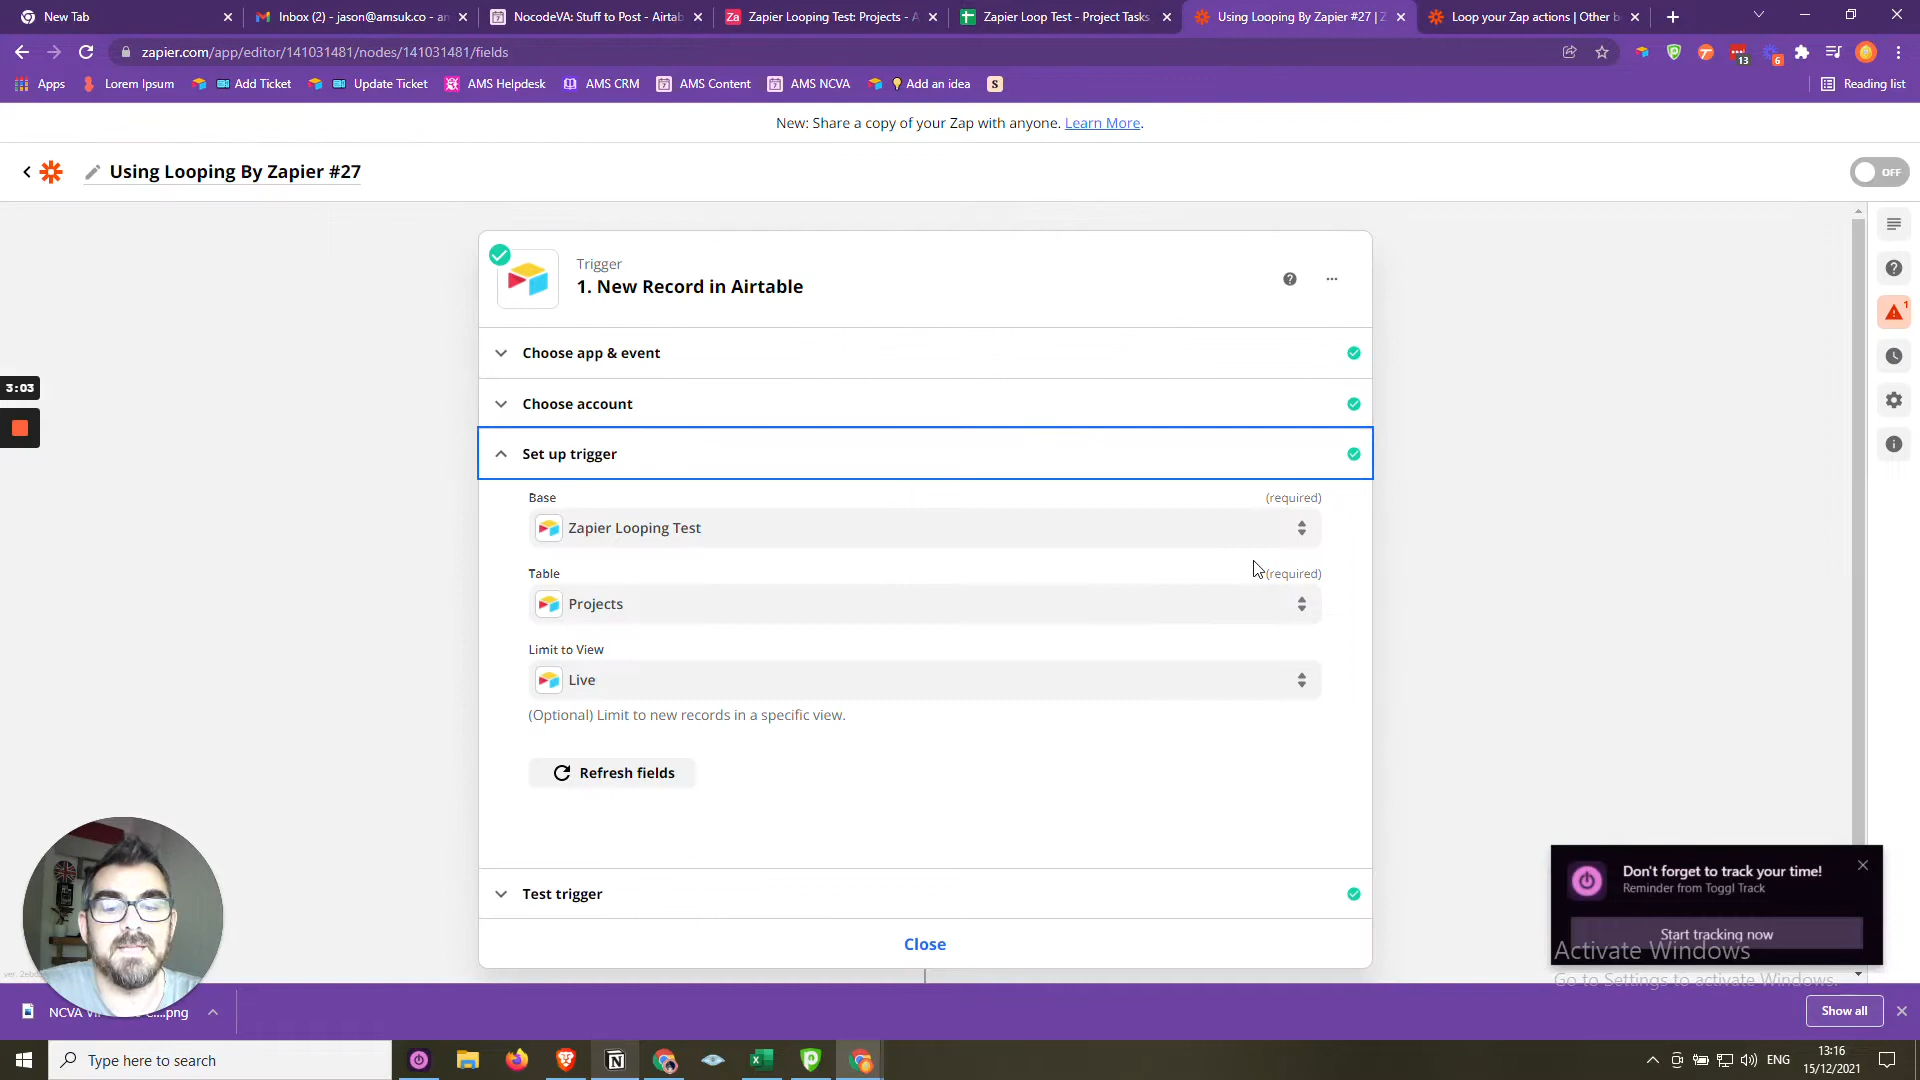 New Tab
Inbox (2) - jason@amsuk.co - an
NocodeVA: Stuff to Post - Airtab
Zapier Looping Test: Projects - A
Zapier Loop Test - Project Tasks
Using Looping By Zapier #27 | Z
Loop your Zap actions | Other b
zapier.com/app/editor/141031481/nodes/141031481/fields
13
6
Apps
Lorem Ipsum
Add Ticket
Update Ticket
AMS Helpdesk
AMS CRM
AMS Content
AMS NCVA
Add an idea
S
Reading list
New: Share a copy of your Zap with anyone. Learn More.
Using Looping By Zapier #27
OFF
Trigger
1. New Record in Airtable
1
Choose app & event
3:03
Choose account
Set up trigger
Base
(required)
Zapier Looping Test
Table
(required)
Projects
Limit to View
Live
(Optional) Limit to new records in a specific view.
Refresh fields
Don't forget to track your time!
Reminder from Toggl Track
Start tracking now
Test trigger
Close
Activate Windows
Go to Settings to activate Windows.
Show all
Type here to search
ENG
13:16
15/12/2021